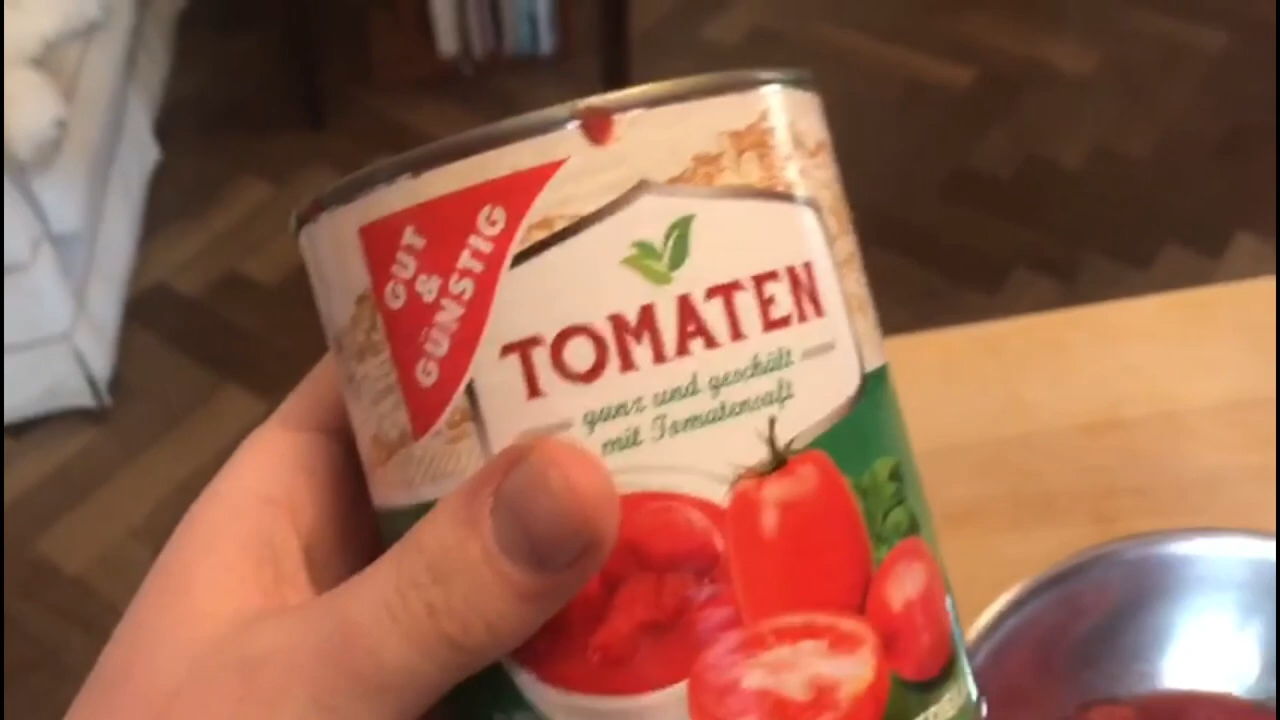 GUT
&
GÜNSTIG
TOMATEN
ganz und geschält
mit Tomatensaft